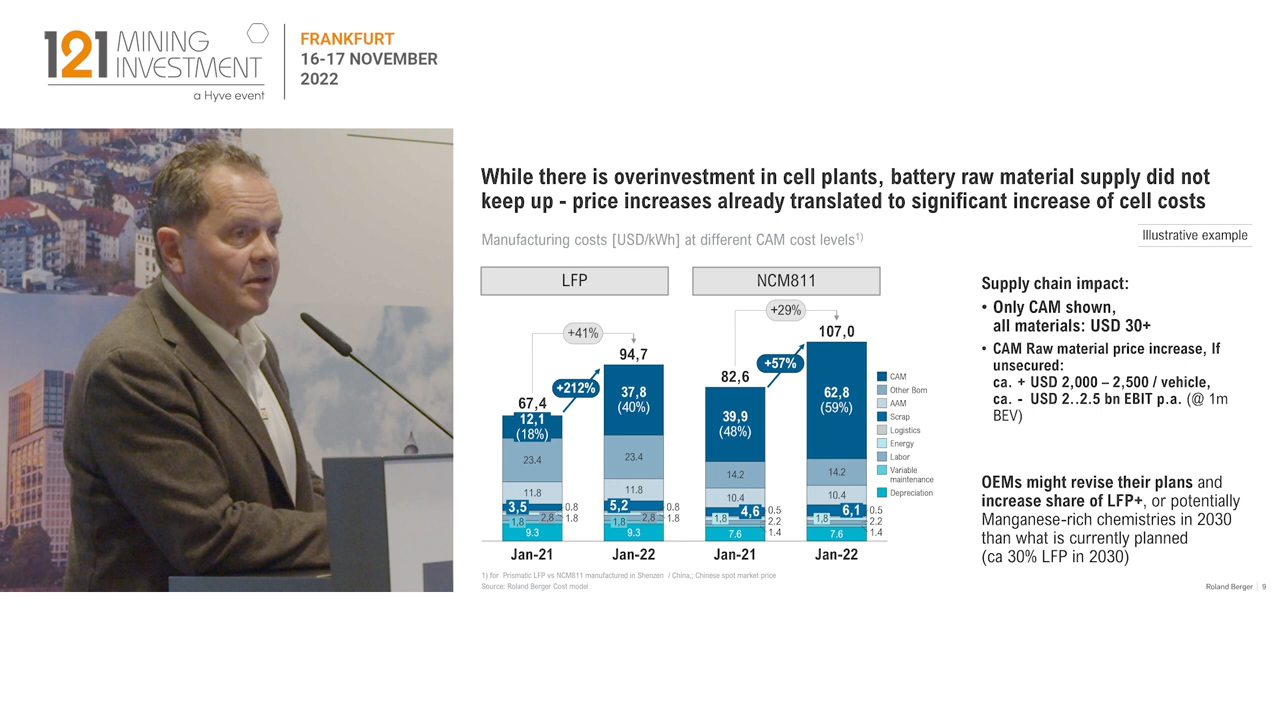 121 MINING
INVESTMENT
a Hyve event
FRANKFURT
16-17 NOVEMBER
2022
While there is overinvestment in cell plants, battery raw material supply did not
keep up - price increases already translated to significant increase of cell costs
Manufacturing costs [USD/kWh] at different CAM cost levels1)
Illustrative example
LFP
NCM811
+41%
+212%
67,4
12,1
(18%)
23.4
11.8
3,5
0.8
1,8
2,8
1.8
9.3
Jan-21
94,7
37,8
(40%)
23.4
11.8
5,2
0.8
1,8
2,8
1.8
9.3
Jan-22
+29%
+57%
82,6
39,9
(48%)
14.2
10.4
4,6
0.5
1,8
2.2
1.4
7.6
Jan-21
107,0
62,8
(59%)
14.2
10.4
6,1
0.5
1,8
2.2
1.4
7.6
Jan-22
CAM
Other Bom
AAM
Scrap
Logistics
Energy
Labor
Variable
maintenance
Depreciation
Supply chain impact:
• Only CAM shown,
all materials: USD 30+
• CAM Raw material price increase, If
unsecured:
ca. + USD 2,000 – 2,500 / vehicle,
ca. - USD 2..2.5 bn EBIT p.a. (@ 1m
BEV)
OEMs might revise their plans and
increase share of LFP+, or potentially
Manganese-rich chemistries in 2030
than what is currently planned
(ca 30% LFP in 2030)
1) for Prismatic LFP vs NCM811 manufactured in Shenzen / China,; Chinese spot market price
Source: Roland Berger Cost model
Roland Berger | 9